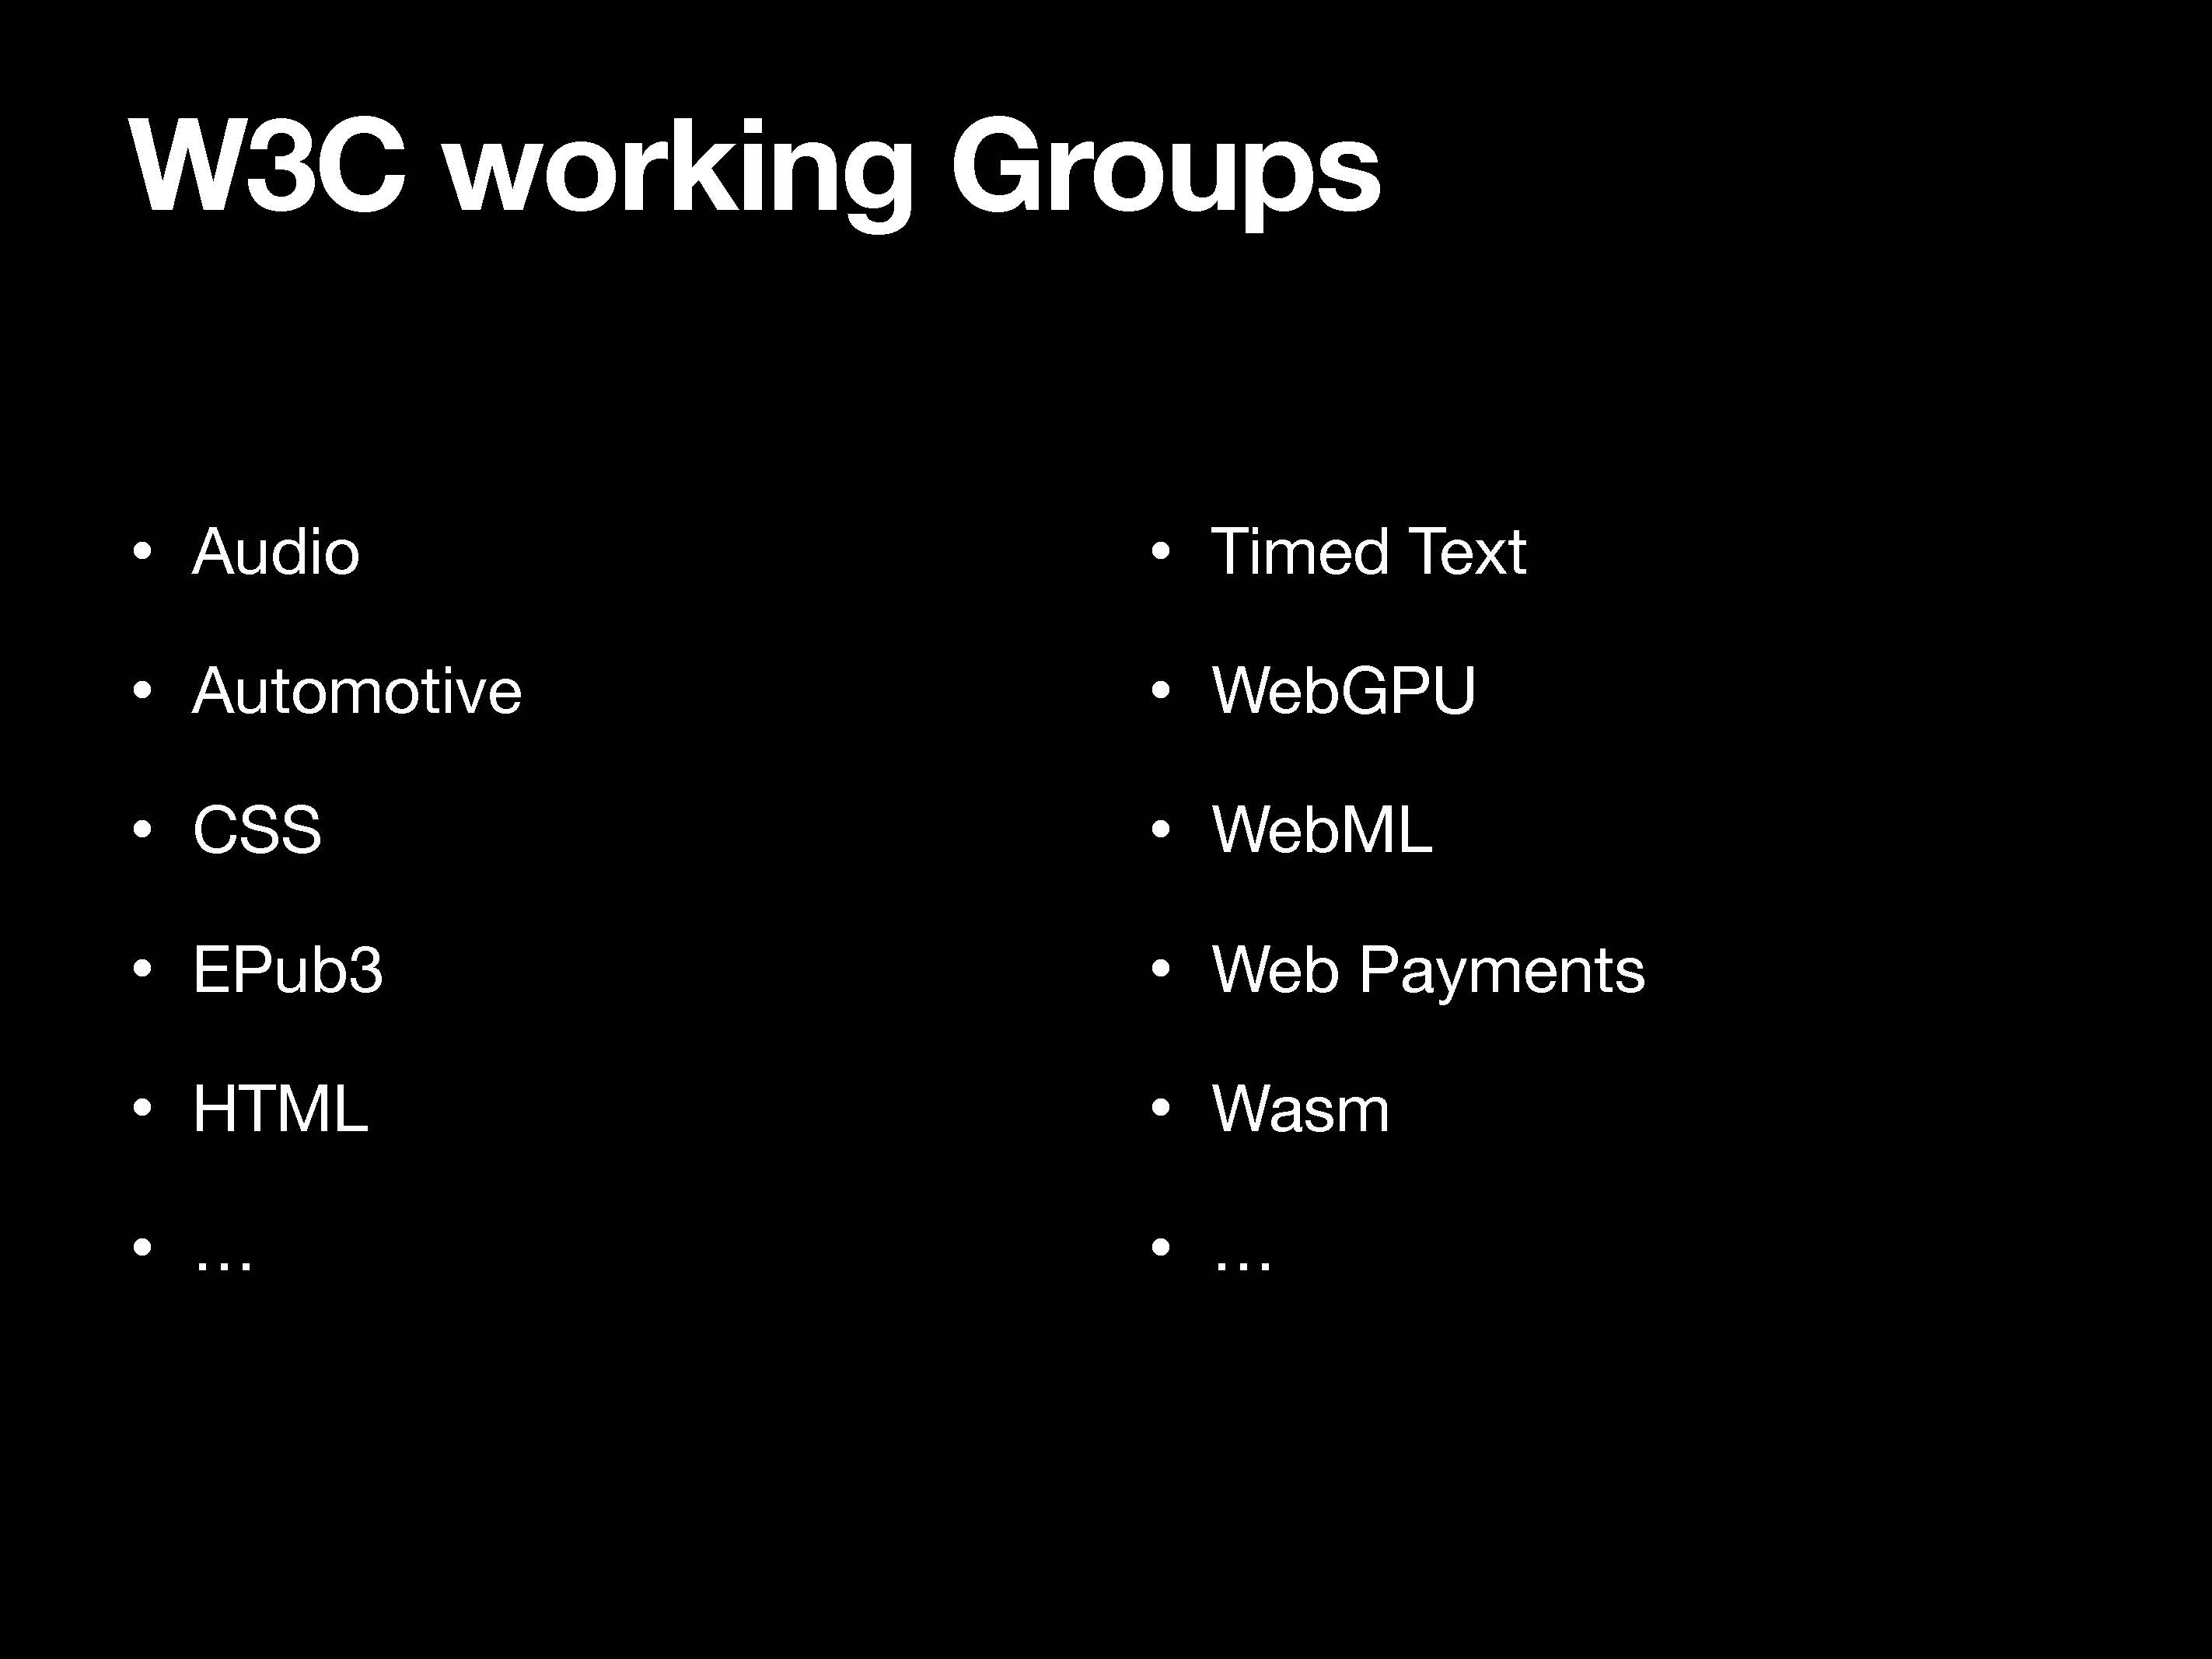 W3C working Groups
• Audio
• Automotive
• CSS
• EPub3
• HTML
• …
• Timed Text
• WebGPU
• WebML
• Web Payments
• Wasm
• …